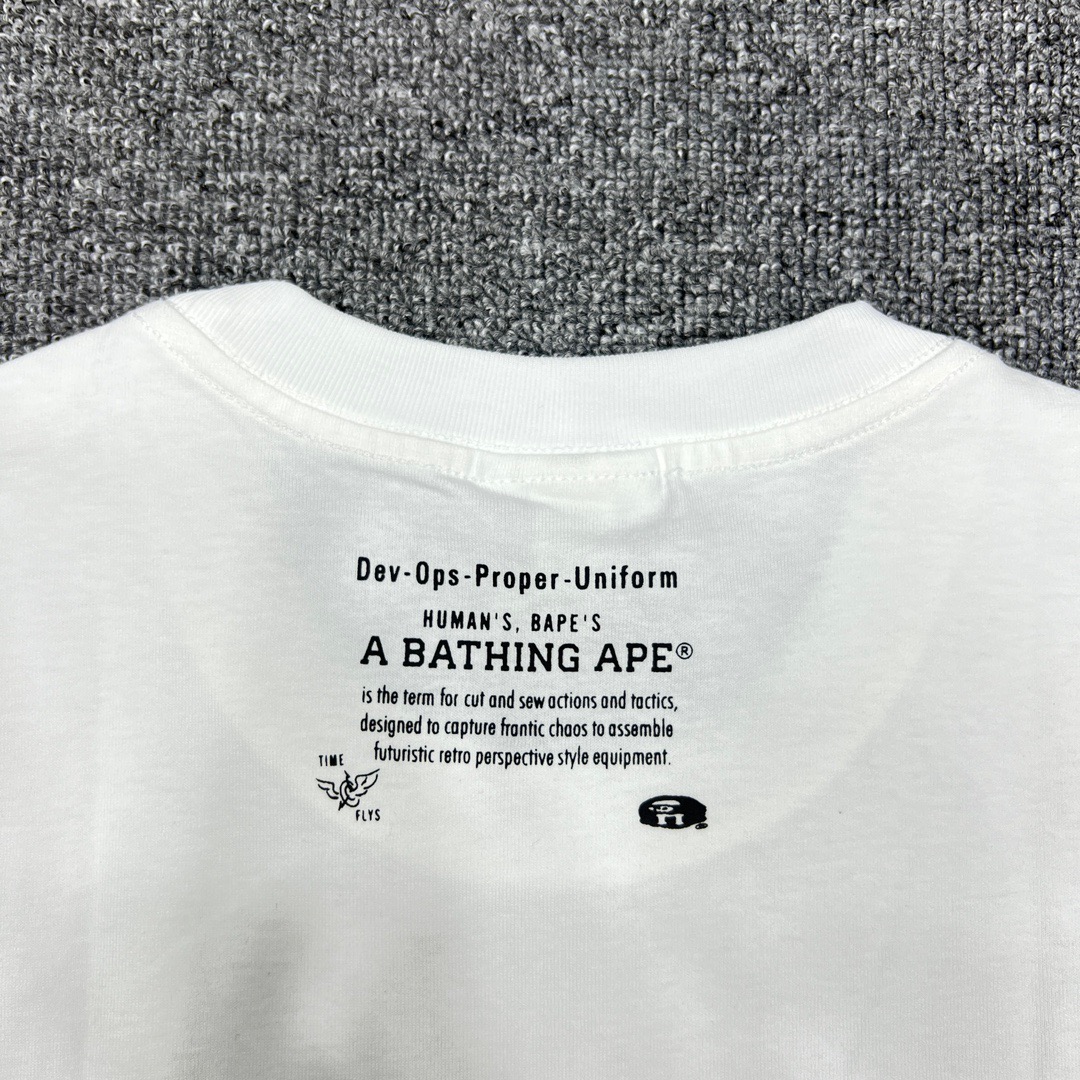 Dev-Ops-Proper-Uniform
HUMAN'S, BAPE'S
A BATHING APE®
is the term for cut and sew actions and tactics,
designed to capture frantic chaos to assemble
futuristic retro perspective style equipment.
TIME
FLYS